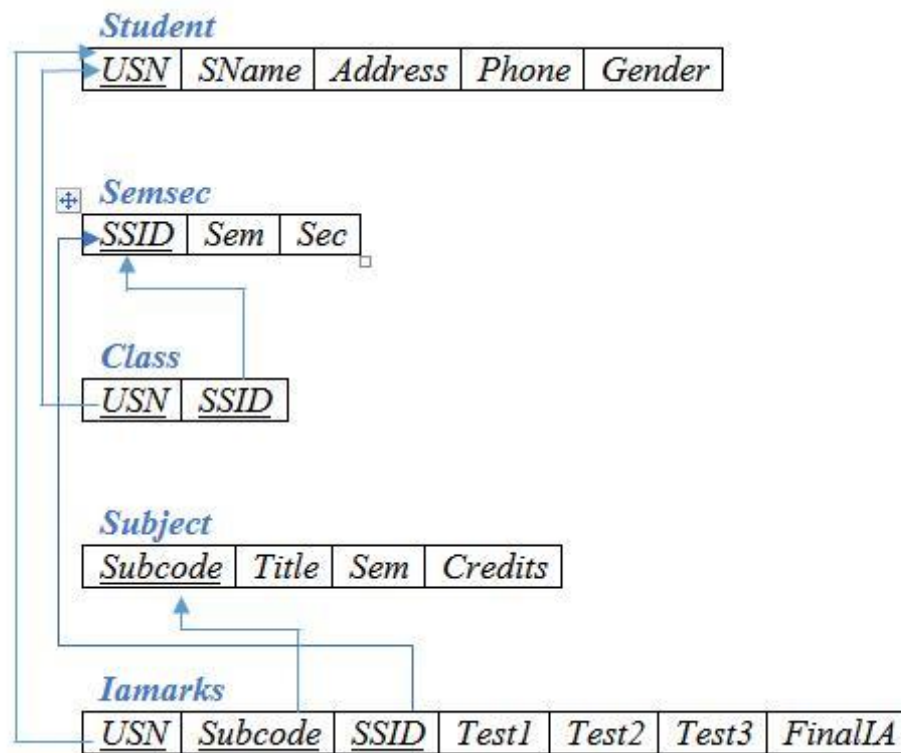 Student
USN SName Address Phone Gender
Semsec
SSID Sem Sec
Class
USN SSID
Subject
Subcode Title Sem Credits
Iamarks
USN Subcode SSID Test1 Test2 Test3 FinalIA